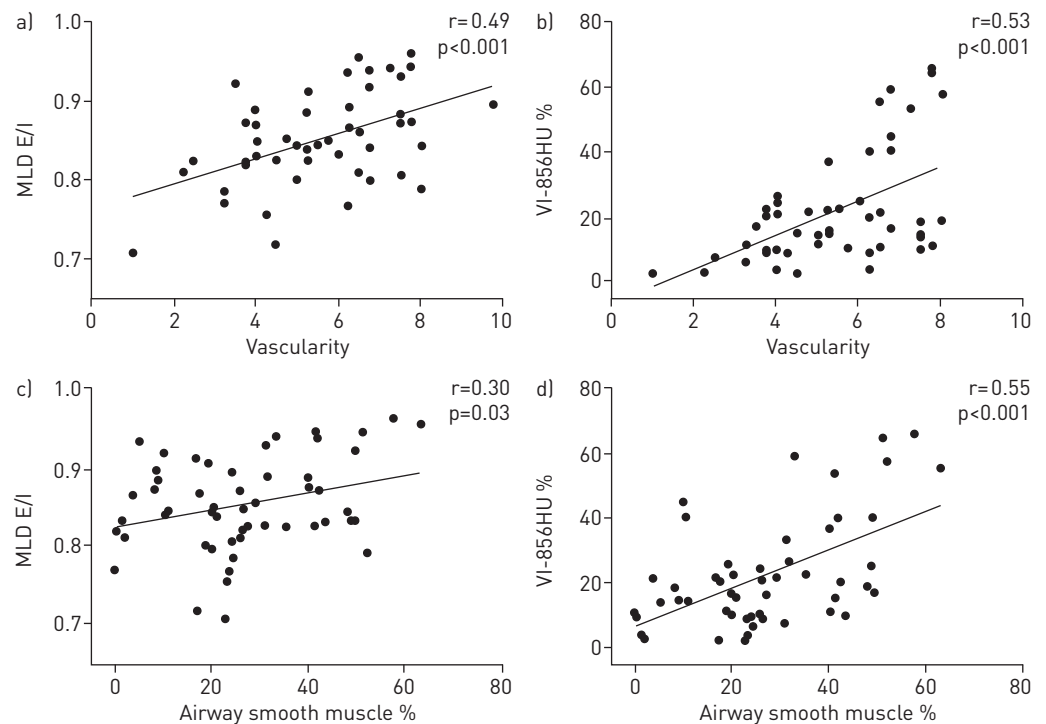 a)
r=0.49
p<0.001
MLD E/I
1.0
0.9
0.8
0.7
0 2 4 6 8 10
Vascularity
b)
r=0.53
p<0.001
VI-856HU %
80
60
40
20
0
0 2 4 6 8 10
Vascularity
c)
r=0.30
p=0.03
MLD E/I
1.0
0.9
0.8
0.7
0 20 40 60 80
Airway smooth muscle %
d)
r=0.55
p<0.001
VI-856HU %
80
60
40
20
0
0 20 40 60 80
Airway smooth muscle %